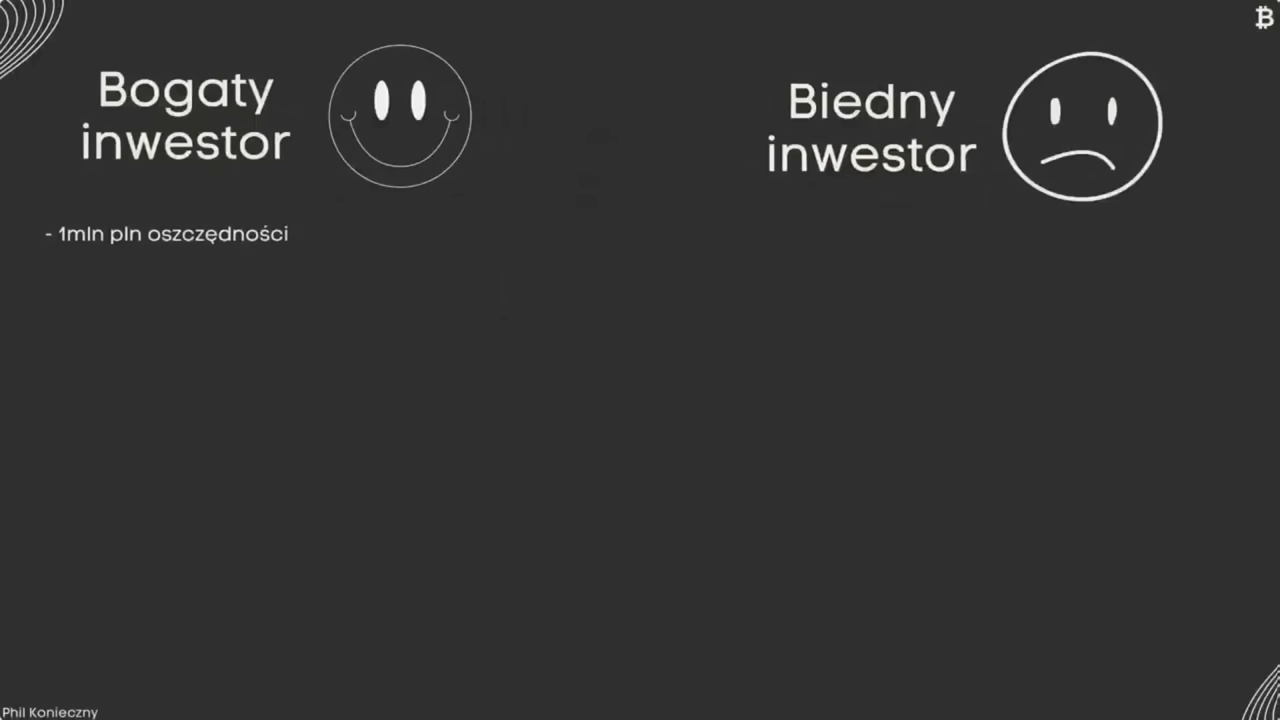 Bogaty
inwestor
Biedny
inwestor
- 1mln pln oszczędności
Phil Konieczny